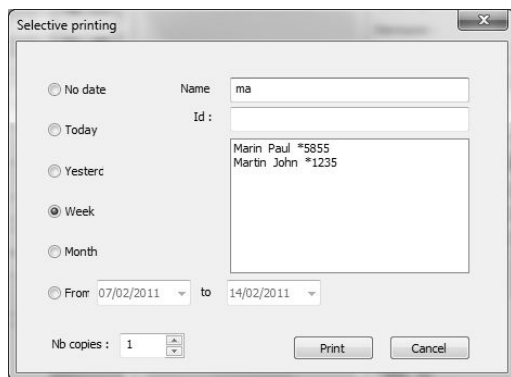 Selective printing
No date
Name
ma
Today
Id :
Yesterc
Marin Paul *5855
Martin John *1235
Week
Month
From 07/02/2011 to 14/02/2011
Nb copies : 1
Print
Cancel